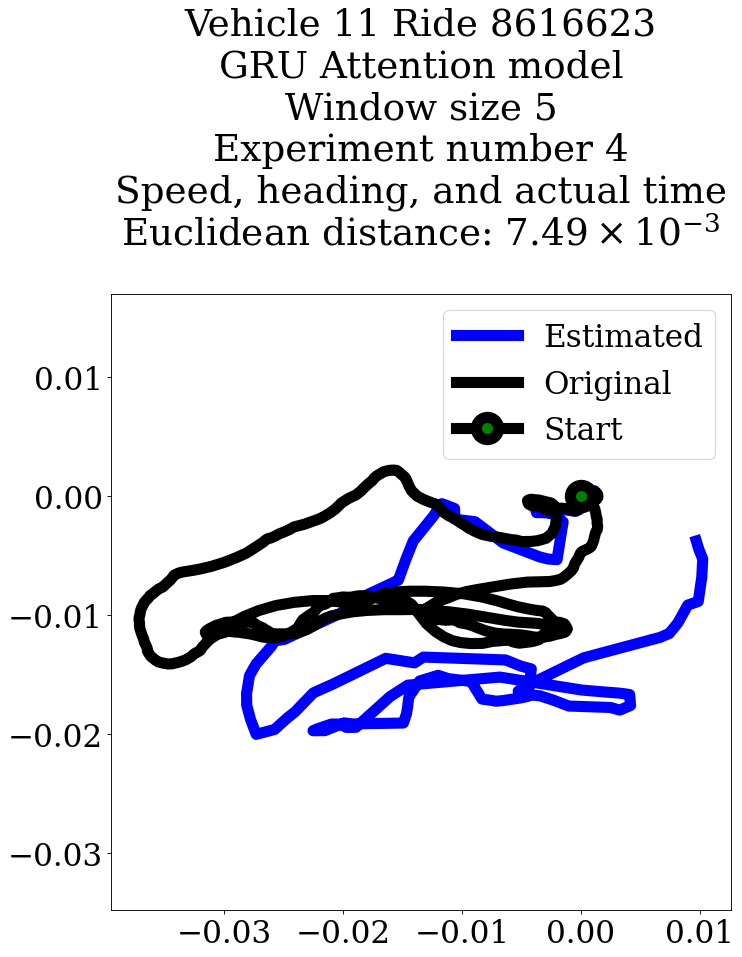 Vehicle 11 Ride 8616623
GRU Attention model
Window size 5
Experiment number 4
Speed, heading, and actual time
Euclidean distance: 7.49 × 10⁻³
Estimated
Original
Start
0.01
0.00
−0.01
−0.02
−0.03
−0.03 −0.02 −0.01 0.00 0.01